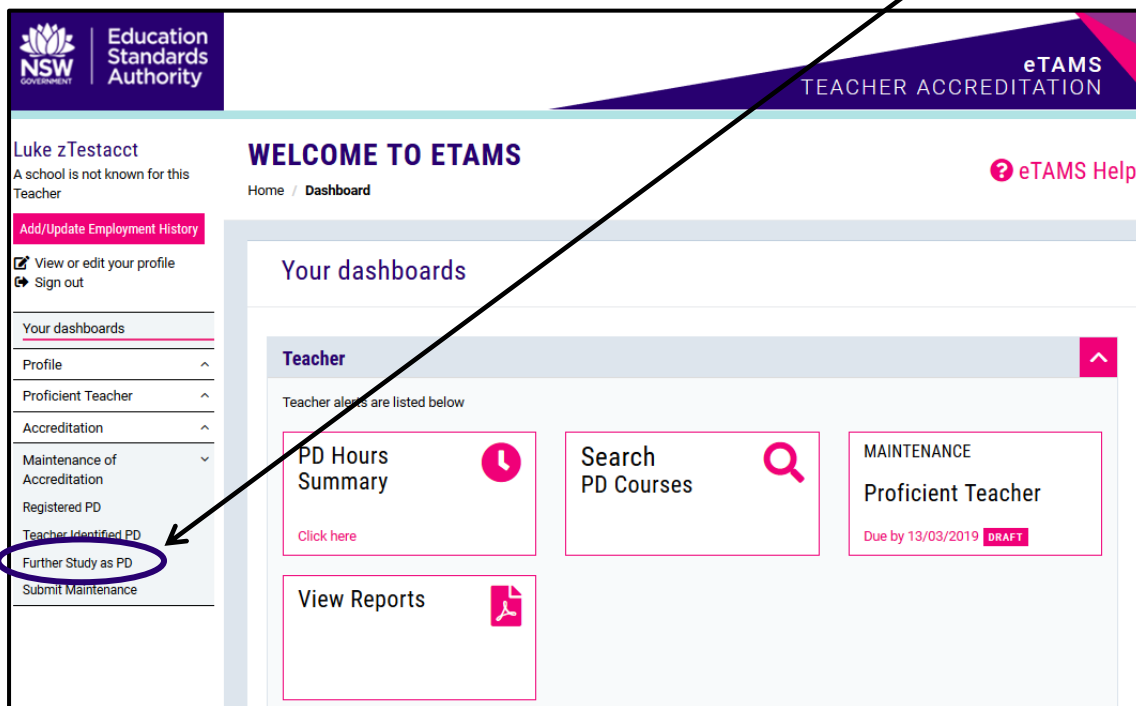 NSW
GOVERNMENT
Education
Standards
Authority
eTAMS
TEACHER ACCREDITATION
Luke zTestacct
A school is not known for this
Teacher
Add/Update Employment History
View or edit your profile
Sign out
Your dashboards
Profile
Proficient Teacher
Accreditation
Maintenance of
Accreditation
Registered PD
Teacher Identified PD
Further Study as PD
Submit Maintenance
WELCOME TO ETAMS
Home / Dashboard
eTAMS Help
Your dashboards
Teacher
Teacher alerts are listed below
PD Hours
Summary
Click here
Search
PD Courses
MAINTENANCE
Proficient Teacher
Due by 13/03/2019 DRAFT
View Reports